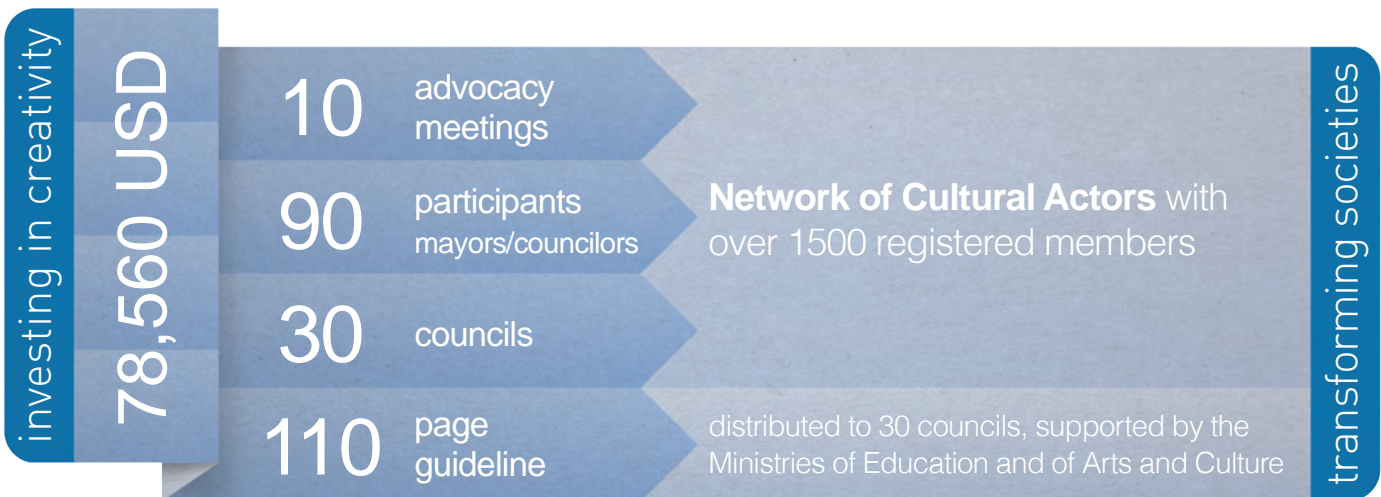 investing in creativity
78,560 USD
10
advocacy
meetings
90
participants
mayors/councilors
30
councils
110
page
guideline
Network of Cultural Actors with
over 1500 registered members
distributed to 30 councils, supported by the
Ministries of Education and of Arts and Culture
transforming societies